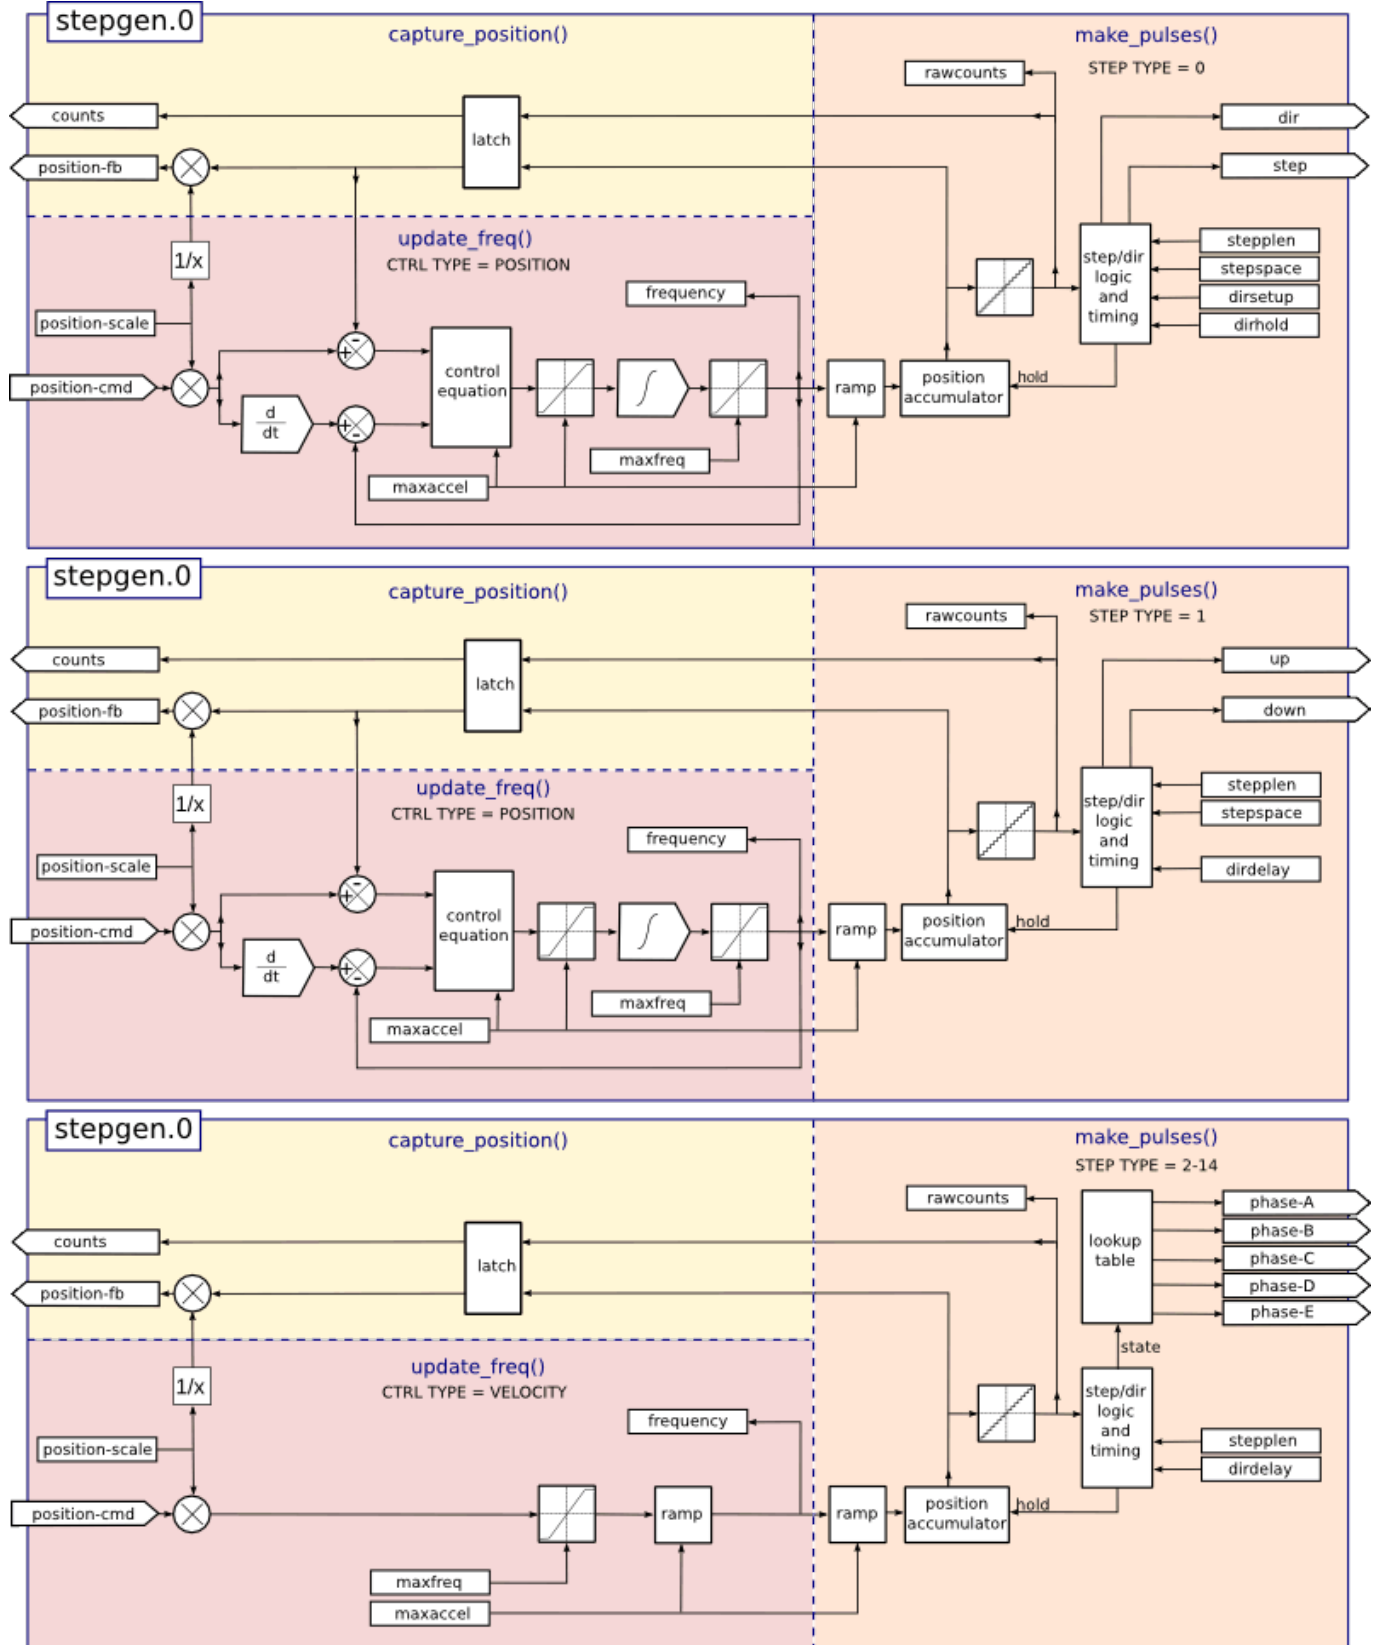 stepgen.0
capture_position()
make_pulses()
STEP TYPE = 0
rawcounts
counts
latch
dir
position-fb
step
update_freq()
CTRL TYPE = POSITION
1/x
frequency
step/dir
logic
and
timing
stepplen
stepspace
dirsetup
dirhold
position-scale
position-cmd
d
dt
+
-
+
-
control
equation
∫
ramp
position
accumulator
hold
maxfreq
maxaccel
stepgen.0
capture_position()
make_pulses()
STEP TYPE = 1
rawcounts
counts
latch
up
position-fb
down
update_freq()
CTRL TYPE = POSITION
1/x
frequency
step/dir
logic
and
timing
stepplen
stepspace
dirdelay
position-scale
position-cmd
d
dt
+
-
+
-
control
equation
∫
ramp
position
accumulator
hold
maxfreq
maxaccel
stepgen.0
capture_position()
make_pulses()
STEP TYPE = 2-14
rawcounts
counts
latch
lookup
table
phase-A
phase-B
phase-C
phase-D
phase-E
position-fb
state
update_freq()
CTRL TYPE = VELOCITY
1/x
frequency
step/dir
logic
and
timing
stepplen
dirdelay
position-scale
position-cmd
ramp
ramp
position
accumulator
hold
maxfreq
maxaccel